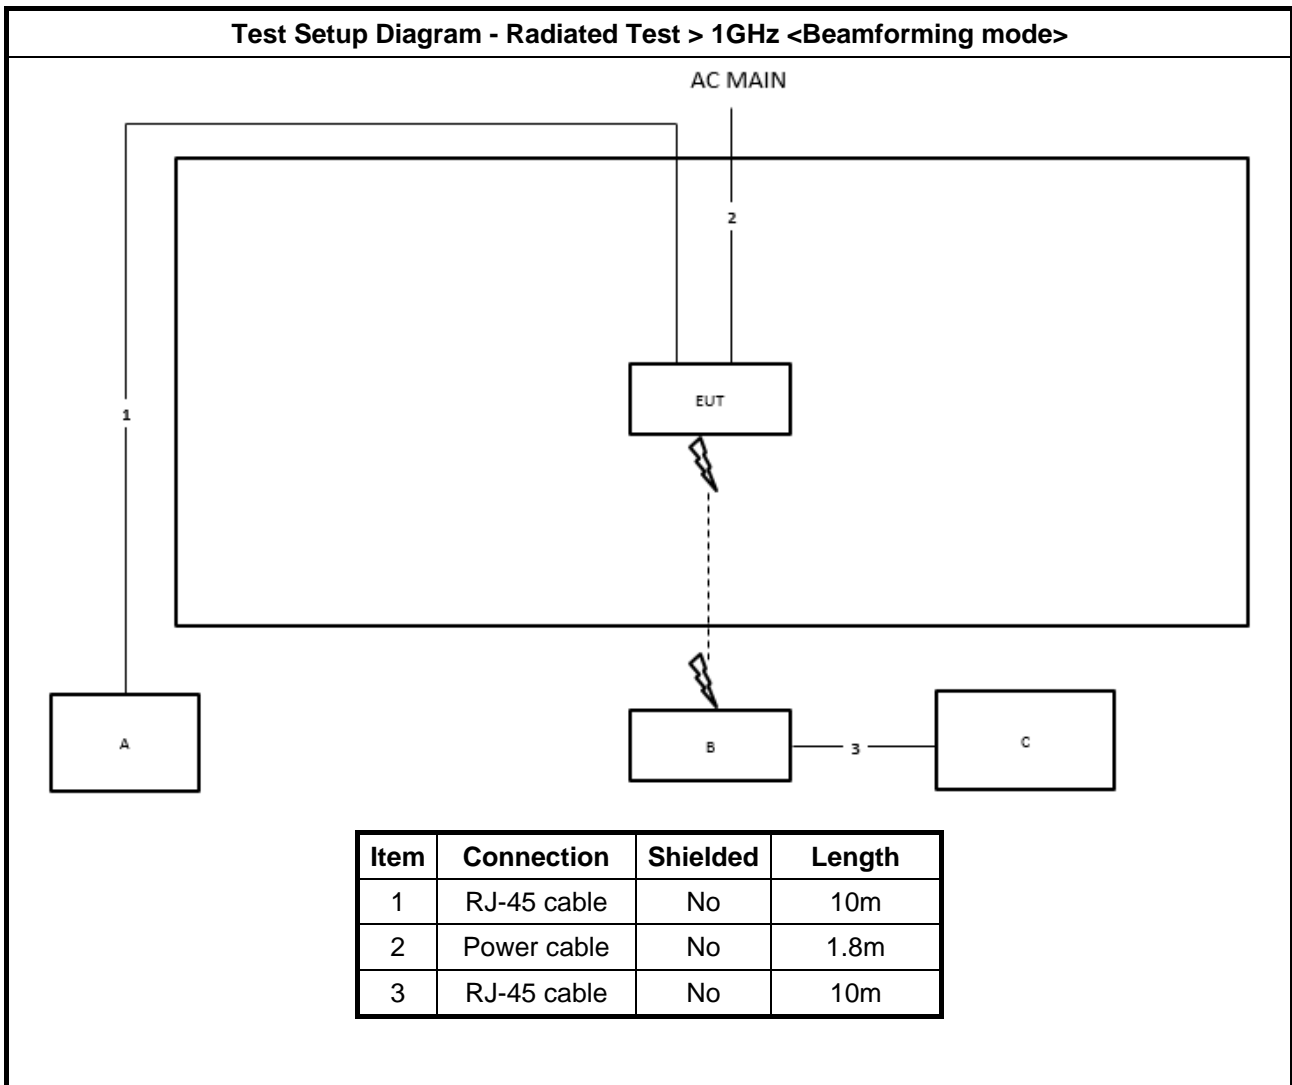 Test Setup Diagram - Radiated Test > 1GHz <Beamforming mode>
AC MAIN
2
EUT
1
A
B
3
C
Item Connection Shielded Length
1 RJ-45 cable No 10m
2 Power cable No 1.8m
3 RJ-45 cable No 10m